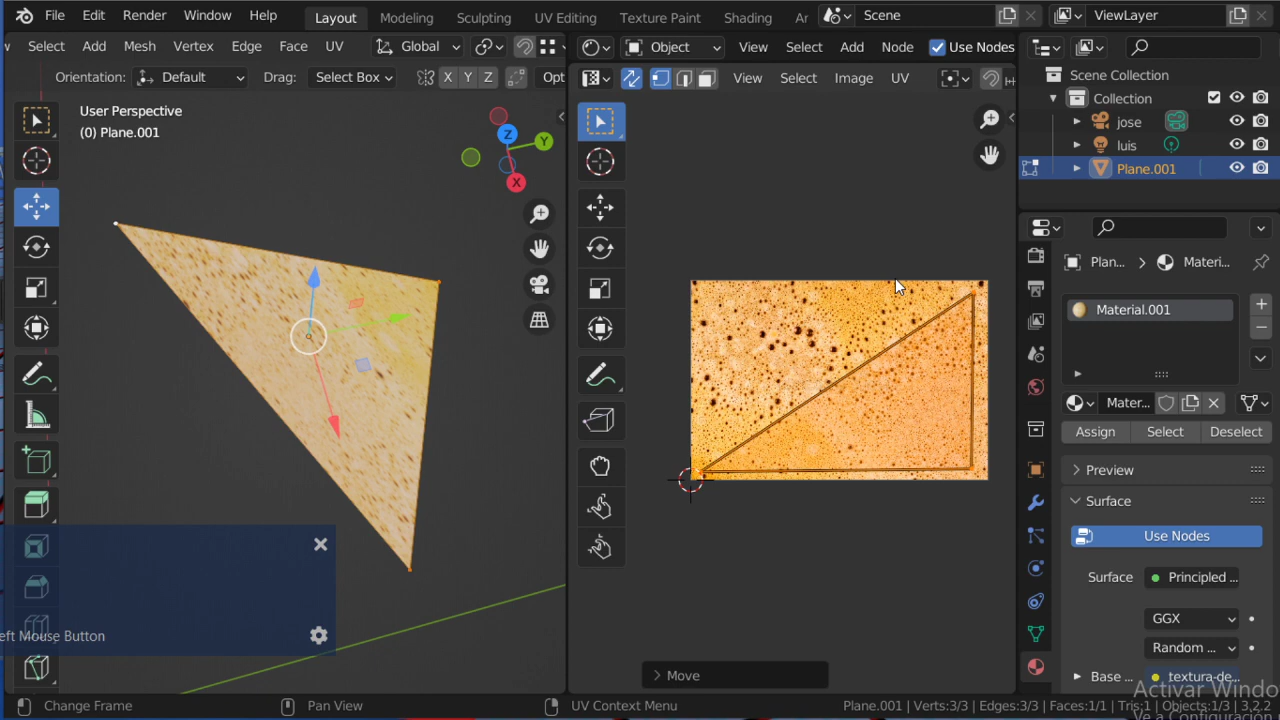 File Edit Render Window Help Layout Modeling Sculpting UV Editing Texture Paint Shading Scene ViewLayer
Select Add Mesh Vertex Edge Face UV Global Object View Select Add Node Use Nodes
Orientation: Default Drag: Select Box X Y Z Opt View Select Image UV
Scene Collection
Collection
jose
luis
Plane.001
User Perspective
(0) Plane.001
Z
Y
X
Plan... > Materi...
Material.001
Mater...
Assign Select Deselect
Preview
Surface
Use Nodes
Surface Principled ...
GGX
Random ...
Base ... textura-de...
eft Mouse Button
> Move
Activar Windo
Change Frame Pan View UV Context Menu Plane.001 | Verts:3/3 | Edges:3/3 | Faces:1/1 | Tris:1 | Objects:1/3 | 3.2.2